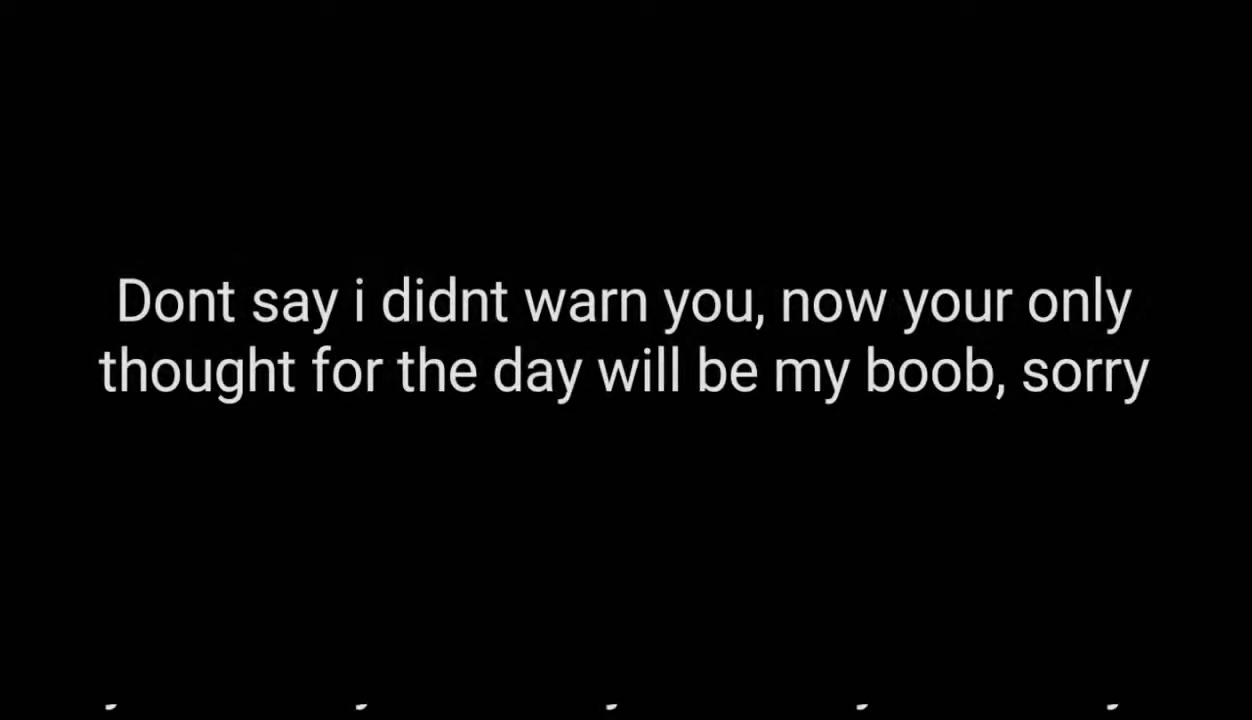 Dont say i didnt warn you, now your only
thought for the day will be my boob, sorry